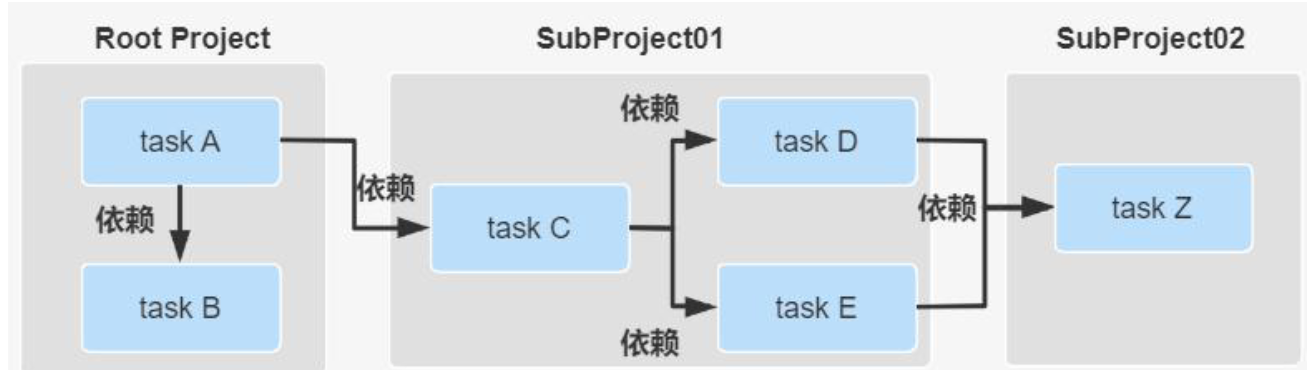 Root Project
SubProject01
SubProject02
task A
依赖
task B
依赖
task C
依赖
task D
依赖
task E
依赖
task Z